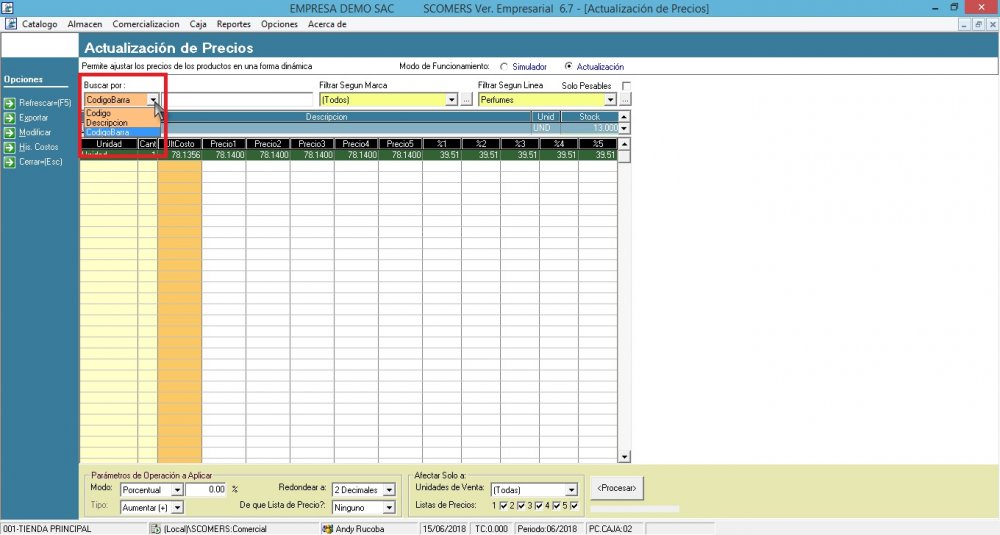 EMPRESA DEMO SAC SCOMERS Ver. Empresarial 6.7 - [Actualización de Precios]
Catalogo Almacen Comercializacion Caja Reportes Opciones Acerca de
Actualización de Precios
Permite ajustar los precios de los productos en una forma dinámica Modo de Funcionamiento: Simulador Actualización
Opciones
Refrescar=(F5)
Exportar
Modificar
His. Costos
Cerrar=(Esc)
Buscar por : Filtrar Segun Marca Filtrar Segun Linea Solo Pesables
CodigoBarra (Todos) ... Perfumes ...
Codigo
Descripcion
CodigoBarra
Descripcion Unid Stock
UND 13.000
Unidad Cant UltCosto Precio1 Precio2 Precio3 Precio4 Precio5 %1 %2 %3 %4 %5
Unidad 1 78.1356 78.1400 78.1400 78.1400 78.1400 78.1400 39.51 39.51 39.51 39.51 39.51
Parámetros de Operación a Aplicar
Modo: Porcentual 0.00 % Redondear a: 2 Decimales
Tipo: Aumentar (+) De que Lista de Precio?: Ninguno
Afectar Solo a:
Unidades de Venta: (Todas)
Listas de Precios: 1 2 3 4 5
<Procesar>
001-TIENDA PRINCIPAL (Local)\SCOMERS:Comercial Andy Rucoba 15/06/2018 TC:0.000 Periodo:06/2018 PC.CAJA:02